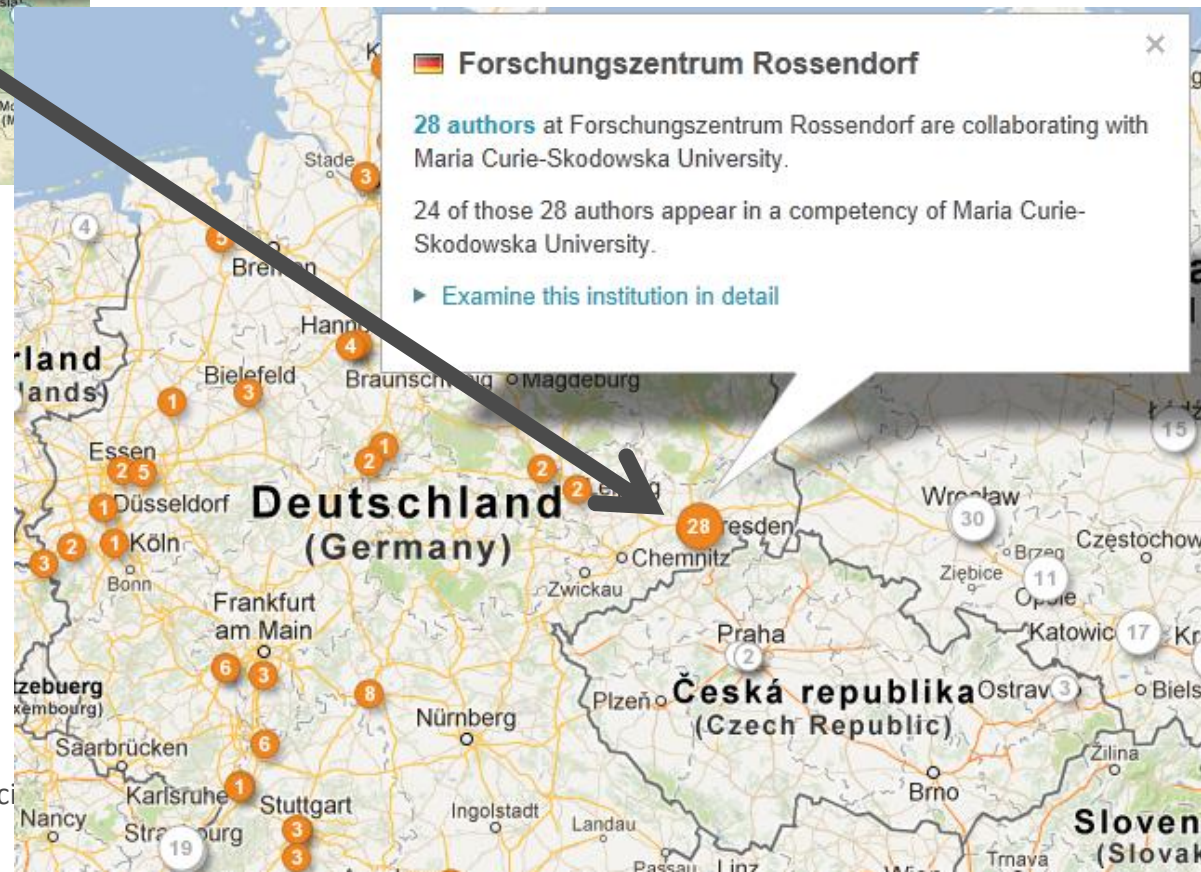 Forschungszentrum Rossendorf
28 authors at Forschungszentrum Rossendorf are collaborating with
Maria Curie-Skodowska University.
24 of those 28 authors appear in a competency of Maria Curie-
Skodowska University.
Examine this institution in detail
Stade
3
4
5
Bremen
4
Bielefeld
3
Braunschweig
Magdeburg
1
15
Essen
2
5
1
2
2
2
1
Düsseldorf
Deutschland
(Germany)
28
Dresden
Wrocław
30
2
1
Köln
3
Bonn
Chemnitz
Brzeg
Częstochow
Zwickau
Ziębice
11
Opole
Frankfurt
am Main
Praha
2
Katowic
17
Kr
6
3
8
Plzeň
Česká republika
(Czech Republic)
Ostrav
3
Biels
Nürnberg
6
Saarbrücken
Žilina
Karlsruhe
1
Stuttgart
Ingolstadt
Brno
Nancy
Strasbourg
19
3
Landau
Sloven
3
Passau
Linz
Trnava
(Slovak